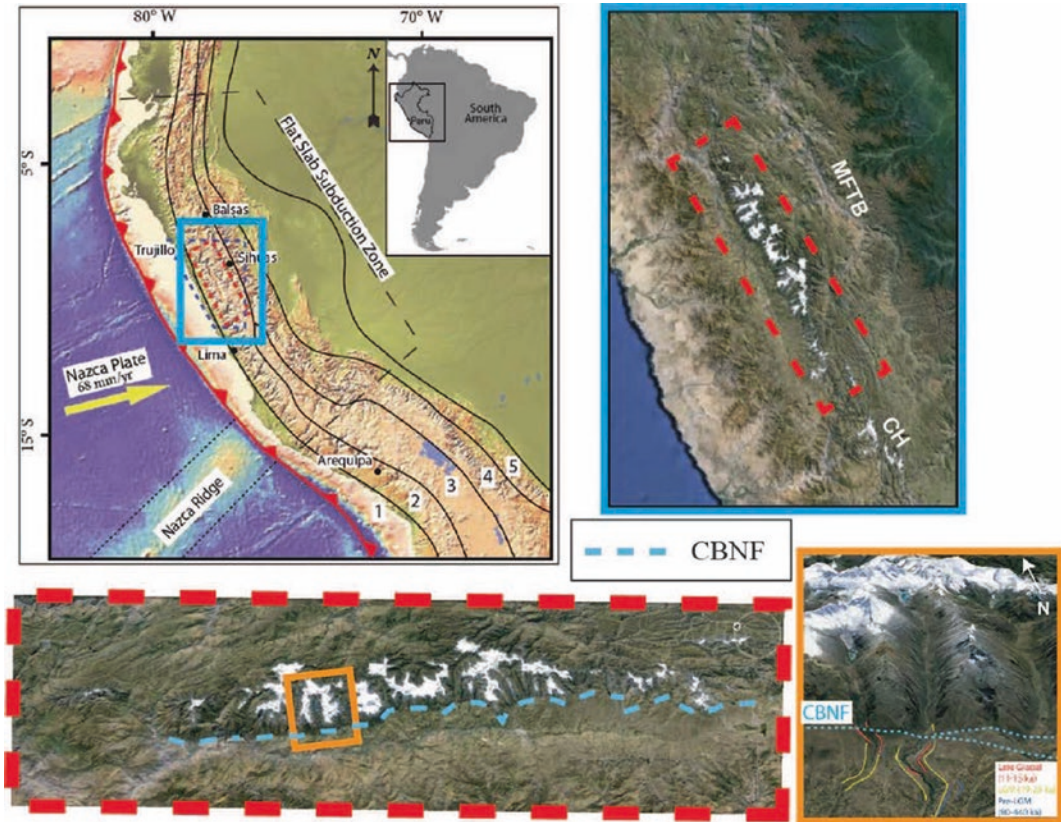 80° W
70° W
N
South
America
Peru
5° S
Flat Slab Subduction Zone
Balsas
Trujillo
Sihuas
Lima
Nazca Plate
68 mm/yr
15° S
Arequipa
Nazca Ridge
1
2
3
4
5
MFTB
CH
CBNF
N
CBNF
Late Glacial
Pre-LGM